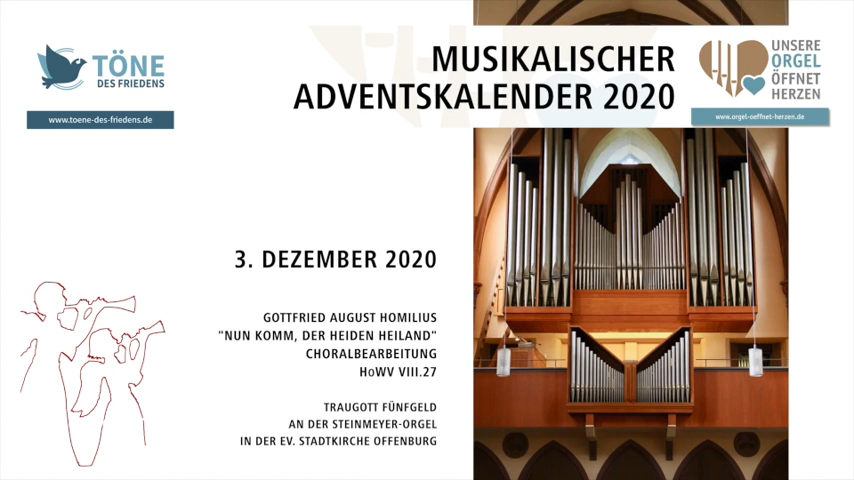 TÖNE
DES FRIEDENS
www.toene-des-friedens.de
MUSIKALISCHER
ADVENTSKALENDER 2020
UNSERE
ORGEL
ÖFFNET
HERZEN
www.orgel-oeffnet-herzen.de
3. DEZEMBER 2020
GOTTFRIED AUGUST HOMILIUS
"NUN KOMM, DER HEIDEN HEILAND"
CHORALBEARBEITUNG
HoWV VIII.27
TRAUGOTT FÜNFGELD
AN DER STEINMEYER-ORGEL
IN DER EV. STADTKIRCHE OFFENBURG